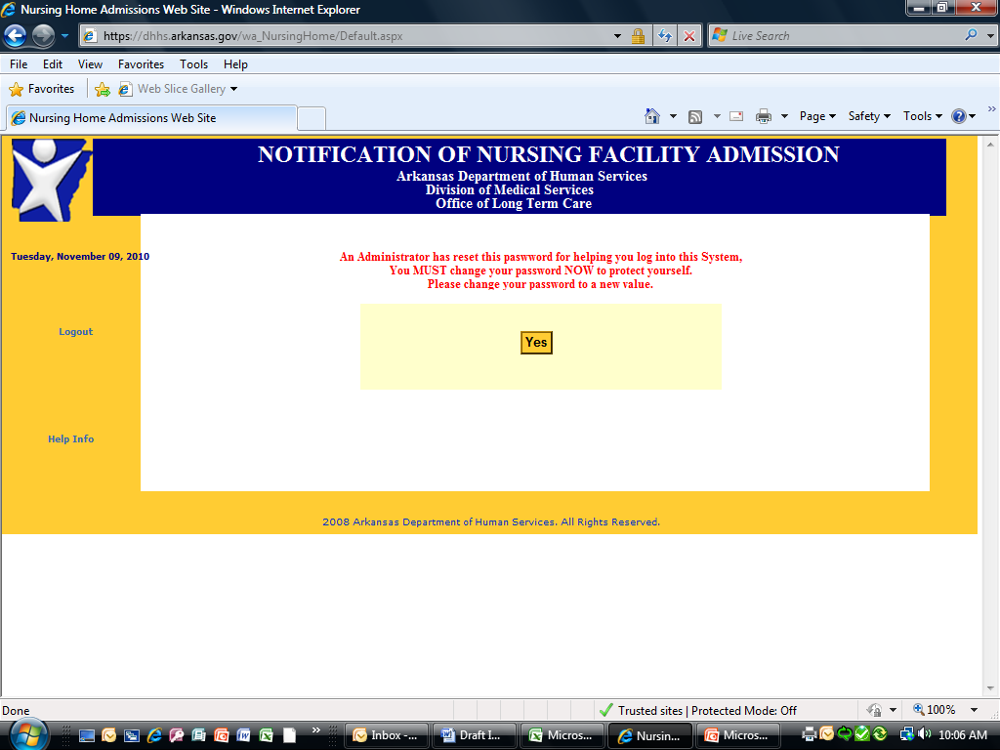 Nursing Home Admissions Web Site - Windows Internet Explorer
https://dhhs.arkansas.gov/wa_NursingHome/Default.aspx
Live Search
File Edit View Favorites Tools Help
Favorites Web Slice Gallery
Nursing Home Admissions Web Site
Page Safety Tools »
NOTIFICATION OF NURSING FACILITY ADMISSION
Arkansas Department of Human Services
Division of Medical Services
Office of Long Term Care
Tuesday, November 09, 2010
An Administrator has reset this paswword for helping you log into this System,
You MUST change your password NOW to protect yourself.
Please change your password to a new value.
Yes
Logout
Help Info
2008 Arkansas Department of Human Services. All Rights Reserved.
Done
Trusted sites | Protected Mode: Off
100%
» Inbox -... Draft I... Micros... Nursin... Micros... 10:06 AM